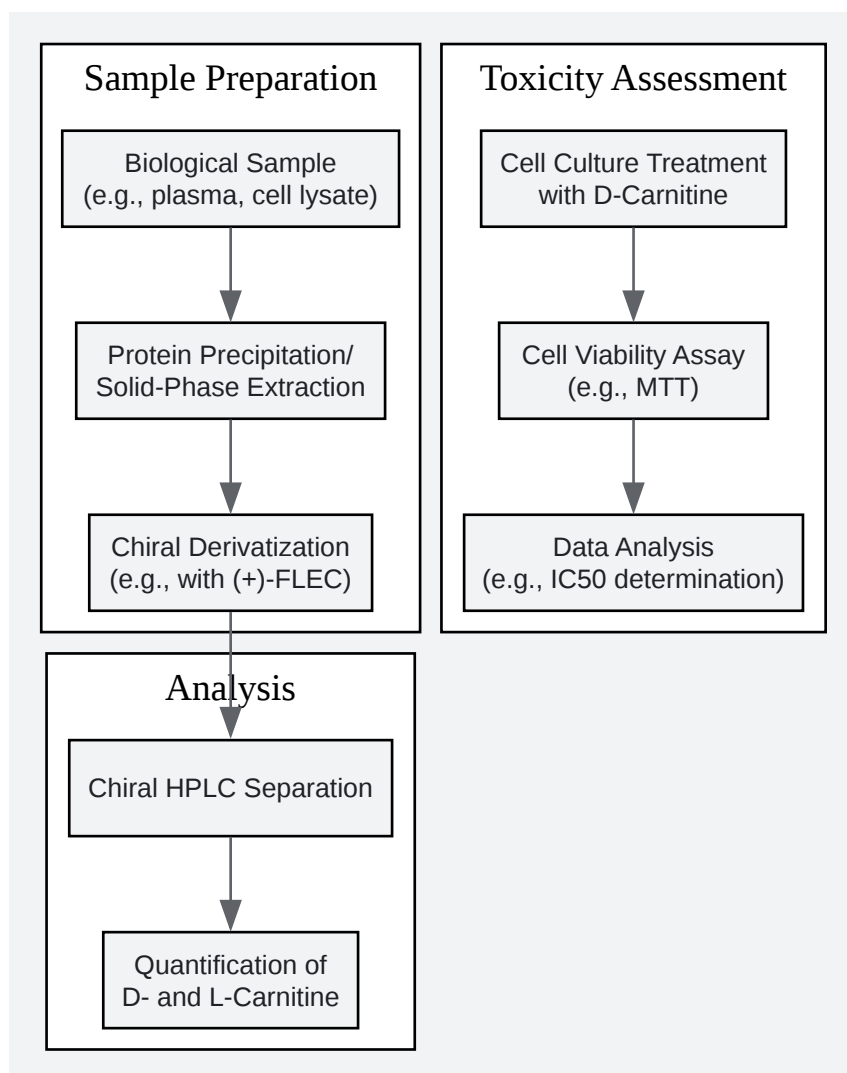 Sample Preparation
Biological Sample
(e.g., plasma, cell lysate)
Protein Precipitation/
Solid-Phase Extraction
Chiral Derivatization
(e.g., with (+)-FLEC)
Analysis
Chiral HPLC Separation
Quantification of
D- and L-Carnitine
Toxicity Assessment
Cell Culture Treatment
with D-Carnitine
Cell Viability Assay
(e.g., MTT)
Data Analysis
(e.g., IC50 determination)